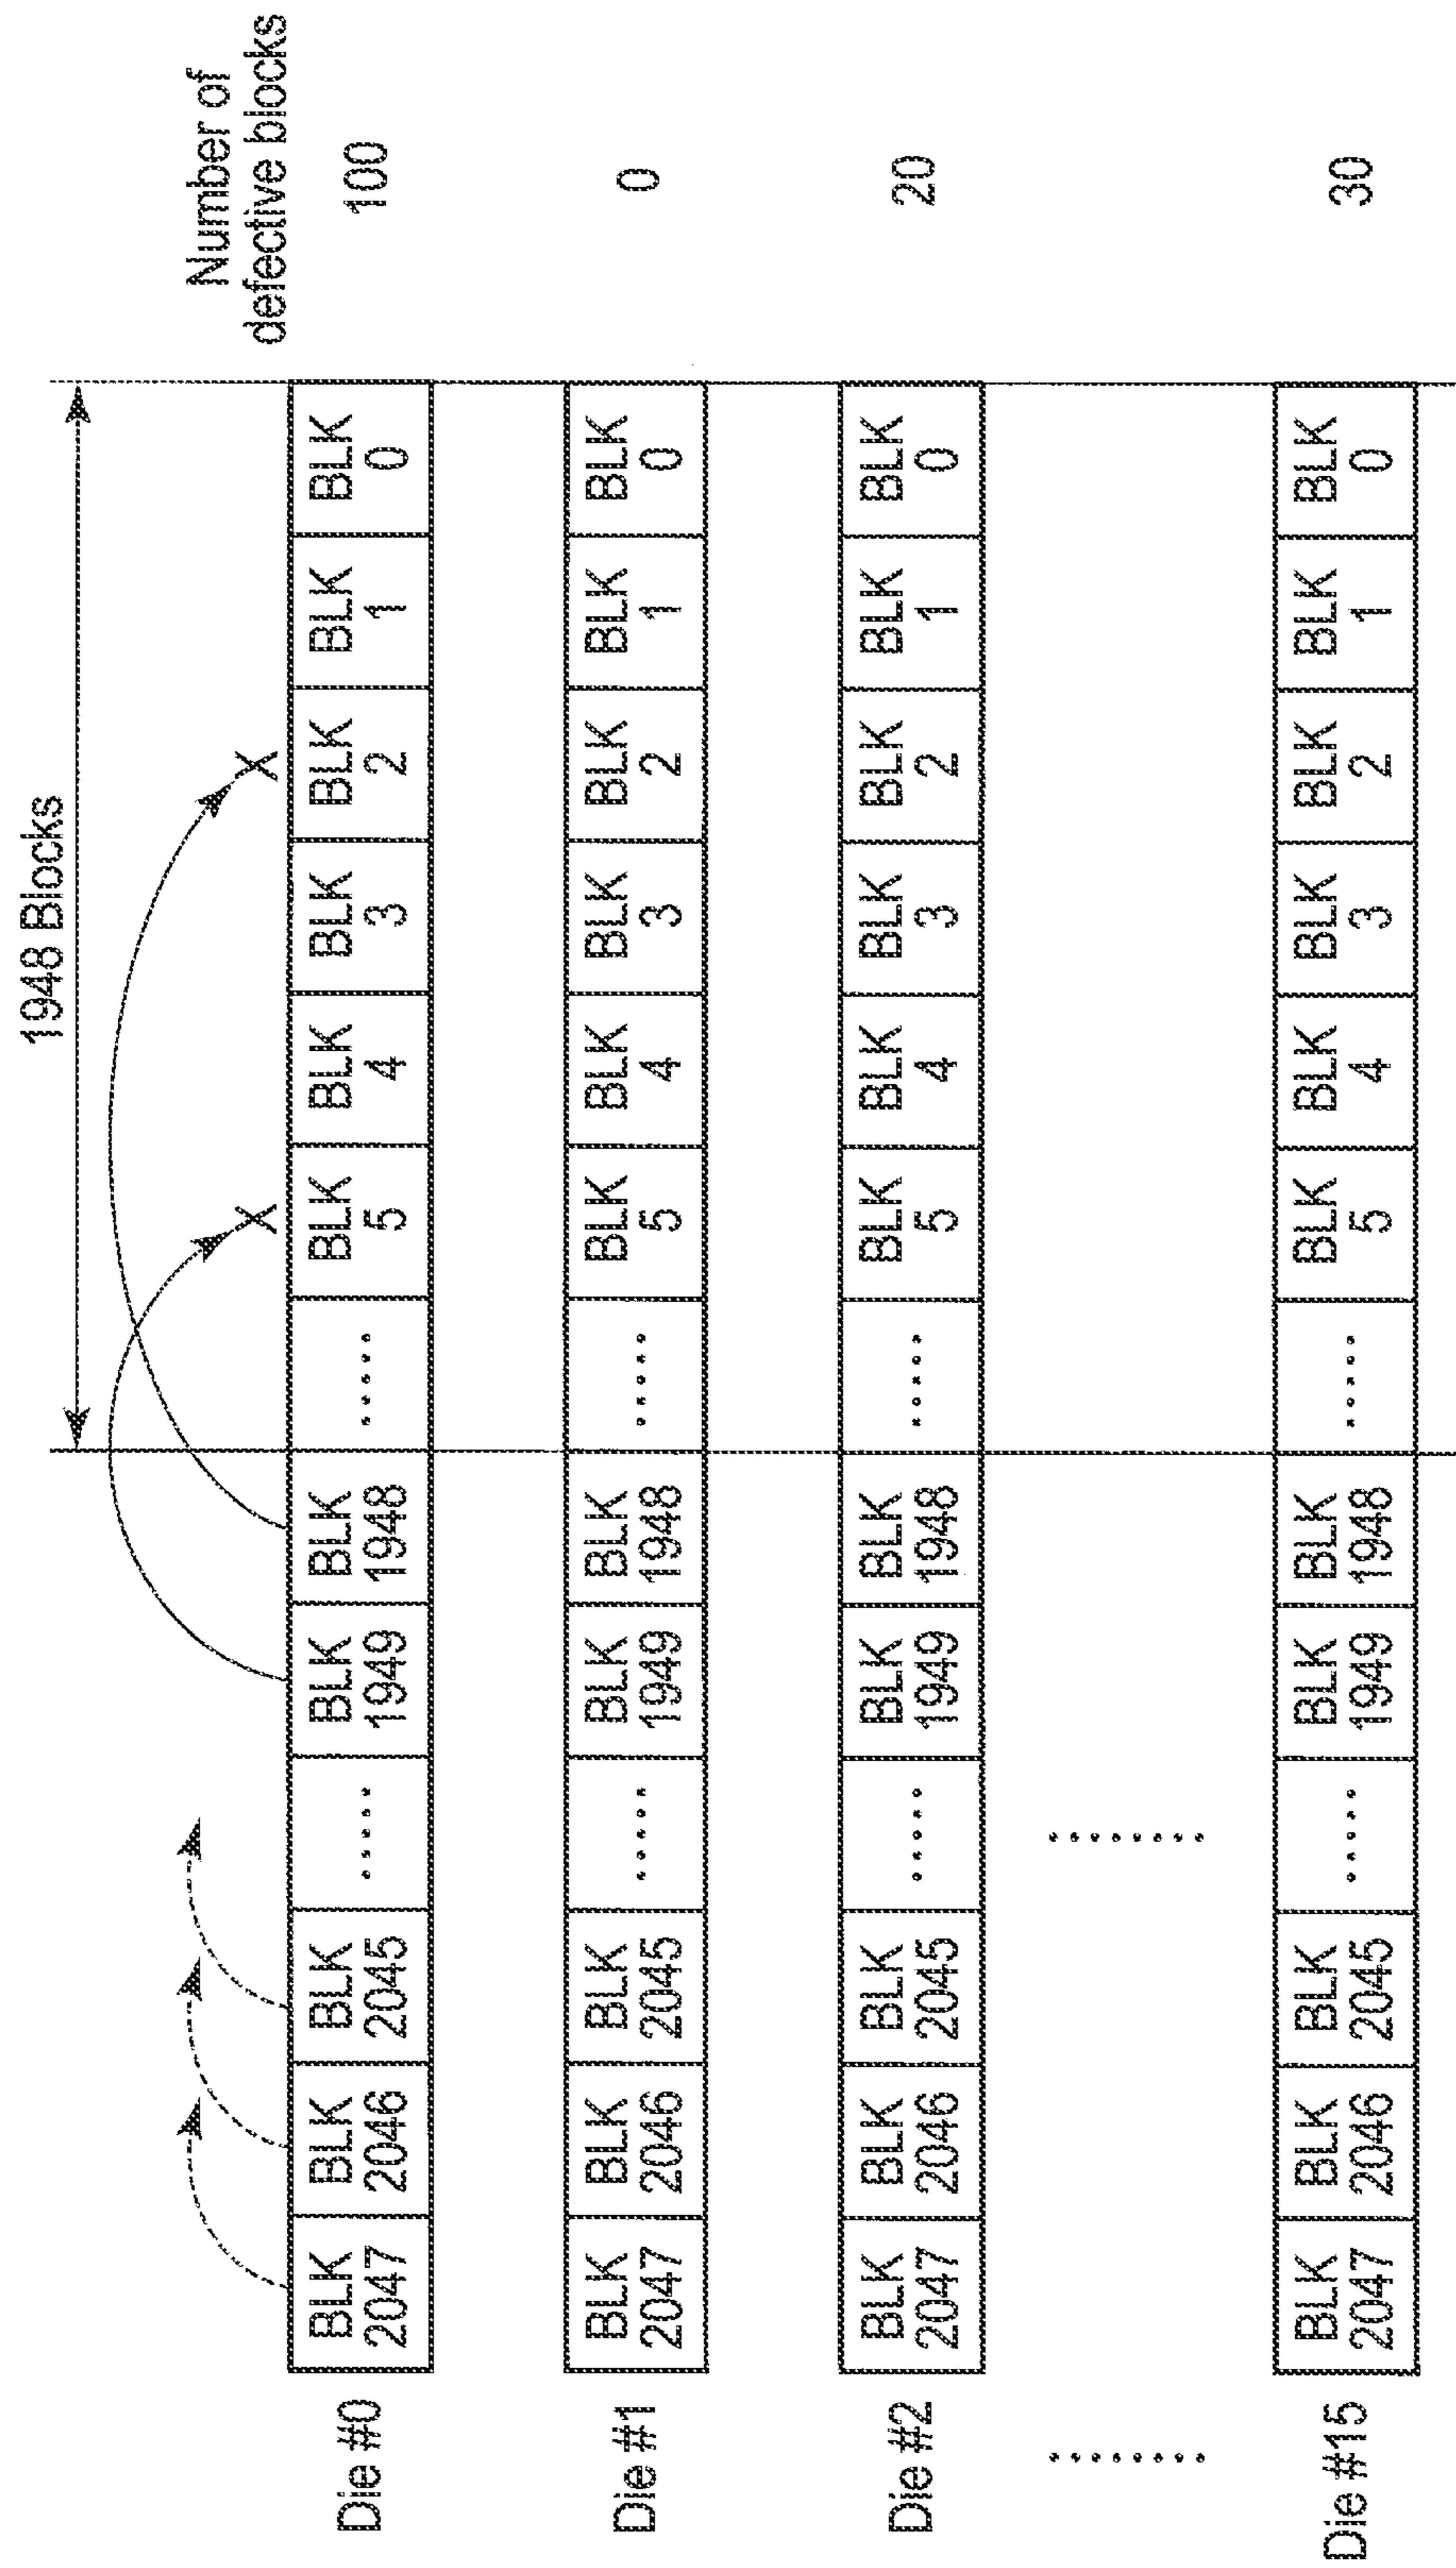 1948 Blocks
Number of
defective blocks
Die #0
BLK
2047
BLK
2046
BLK
2045
......
BLK
1949
BLK
1948
......
X
BLK
5
BLK
4
BLK
3
X
BLK
2
BLK
1
BLK
0
100
Die #1
BLK
2047
BLK
2046
BLK
2045
......
BLK
1949
BLK
1948
......
BLK
5
BLK
4
BLK
3
BLK
2
BLK
1
BLK
0
0
Die #2
BLK
2047
BLK
2046
BLK
2045
......
BLK
1949
BLK
1948
......
BLK
5
BLK
4
BLK
3
BLK
2
BLK
1
BLK
0
20
........
........
Die #15
BLK
2047
BLK
2046
BLK
2045
......
BLK
1949
BLK
1948
......
BLK
5
BLK
4
BLK
3
BLK
2
BLK
1
BLK
0
30